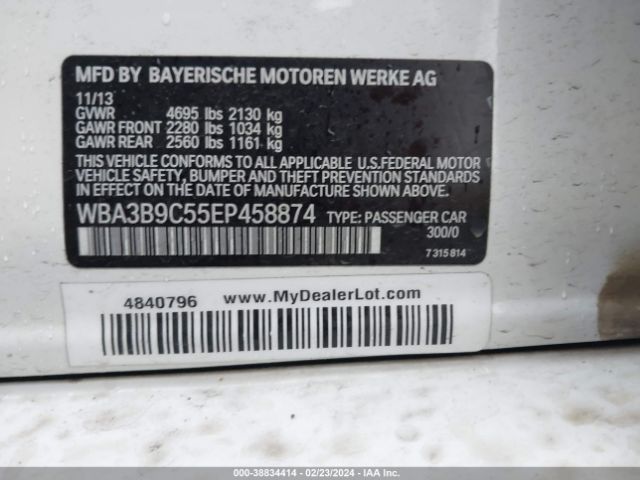 MFD BY BAYERISCHE MOTOREN WERKE AG
11/13
GVWR 4695 lbs 2130 kg
GAWR FRONT 2280 lbs 1034 kg
GAWR REAR 2560 lbs 1161 kg
THIS VEHICLE CONFORMS TO ALL APPLICABLE U.S.FEDERAL MOTOR
VEHICLE SAFETY, BUMPER AND THEFT PREVENTION STANDARDS
IN EFFECT ON THE DATE OF MANUFACTURE SHOWN ABOVE.
WBA3B9C55EP458874 TYPE: PASSENGER CAR
300/0
7 315 814
4840796 www.MyDealerLot.com
000-38834414 - 02/23/2024 - IAA Inc.